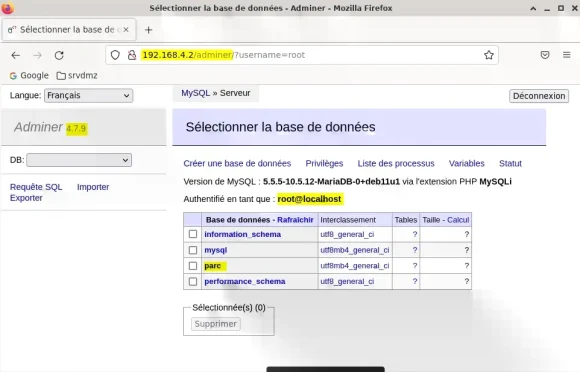 Sélectionner la base de données - Adminer - Mozilla Firefox
Sélectionner la base de d
192.168.4.2/adminer/?username=root
Google srvdmz
Langue: Français
MySQL » Serveur
Déconnexion
Adminer 4.7.9
Sélectionner la base de données
DB:
Créer une base de données Privilèges Liste des processus Variables Statut
Requête SQL Importer
Exporter
Version de MySQL : 5.5.5-10.5.12-MariaDB-0+deb11u1 via l'extension PHP MySQLi
Authentifié en tant que : root@localhost
Base de données - Rafraîchir Interclassement Tables Taille - Calcul
information_schema utf8_general_ci ? ?
mysql utf8mb4_general_ci ? ?
parc utf8mb4_general_ci ? ?
performance_schema utf8_general_ci ? ?
Sélectionnée(s) (0)
Supprimer